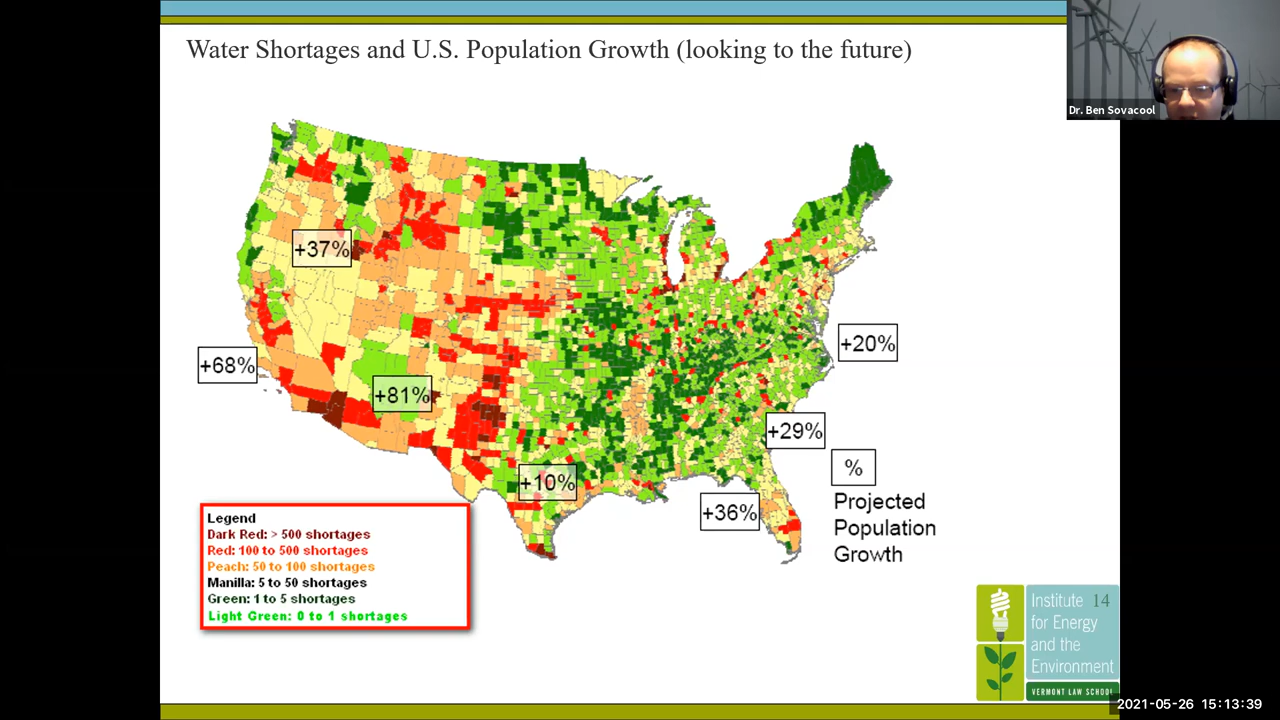 Water Shortages and U.S. Population Growth (looking to the future)
Dr. Ben Sovacool
+37%
+68%
+81%
+20%
+29%
+10%
+36%
%
Projected
Population
Growth
Legend
Dark Red: > 500 shortages
Red: 100 to 500 shortages
Peach: 50 to 100 shortages
Manilla: 5 to 50 shortages
Green: 1 to 5 shortages
Light Green: 0 to 1 shortages
Institute 14
for Energy
and the
Environment
VERMONT LAW SCHOOL
2021-05-26 15:13:39